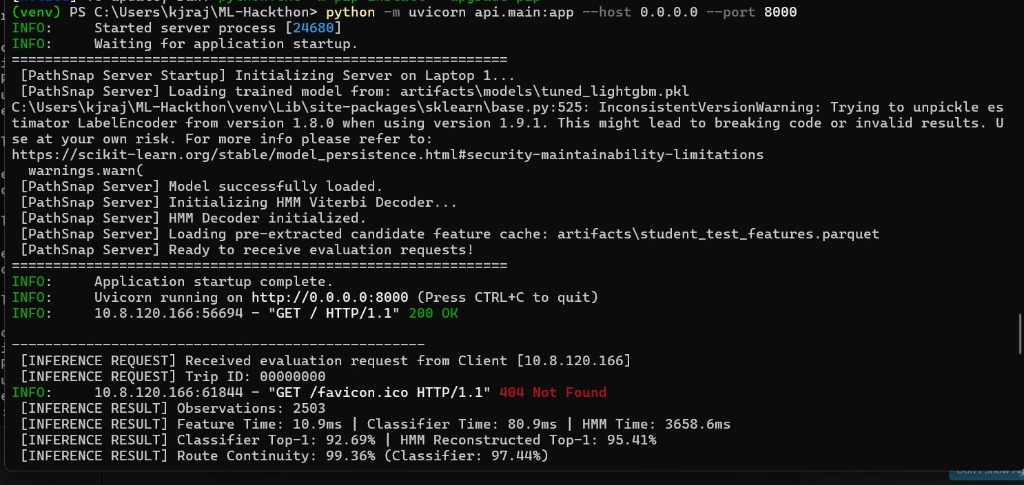 (venv) PS C:\Users\kjraj\ML-Hackthon> python -m uvicorn api.main:app --host 0.0.0.0 --port 8000
INFO:     Started server process [24680]
INFO:     Waiting for application startup.
============================================================
[PathSnap Server Startup] Initializing Server on Laptop 1...
[PathSnap Server] Loading trained model from: artifacts\models\tuned_lightgbm.pkl
C:\Users\kjraj\ML-Hackthon\venv\Lib\site-packages\sklearn\base.py:525: InconsistentVersionWarning: Trying to unpickle es
timator LabelEncoder from version 1.8.0 when using version 1.9.1. This might lead to breaking code or invalid results. U
se at your own risk. For more info please refer to:
https://scikit-learn.org/stable/model_persistence.html#security-maintainability-limitations
  warnings.warn(
[PathSnap Server] Model successfully loaded.
[PathSnap Server] Initializing HMM Viterbi Decoder...
[PathSnap Server] HMM Decoder initialized.
[PathSnap Server] Loading pre-extracted candidate feature cache: artifacts\student_test_features.parquet
[PathSnap Server] Ready to receive evaluation requests!
============================================================
INFO:     Application startup complete.
INFO:     Uvicorn running on http://0.0.0.0:8000 (Press CTRL+C to quit)
INFO:     10.8.120.166:56694 - "GET / HTTP/1.1" 200 OK
--------------------------------------------------
[INFERENCE REQUEST] Received evaluation request from Client [10.8.120.166]
[INFERENCE REQUEST] Trip ID: 00000000
INFO:     10.8.120.166:61844 - "GET /favicon.ico HTTP/1.1" 404 Not Found
[INFERENCE RESULT] Observations: 2503
[INFERENCE RESULT] Feature Time: 10.9ms | Classifier Time: 80.9ms | HMM Time: 3658.6ms
[INFERENCE RESULT] Classifier Top-1: 92.69% | HMM Reconstructed Top-1: 95.41%
[INFERENCE RESULT] Route Continuity: 99.36% (Classifier: 97.44%)